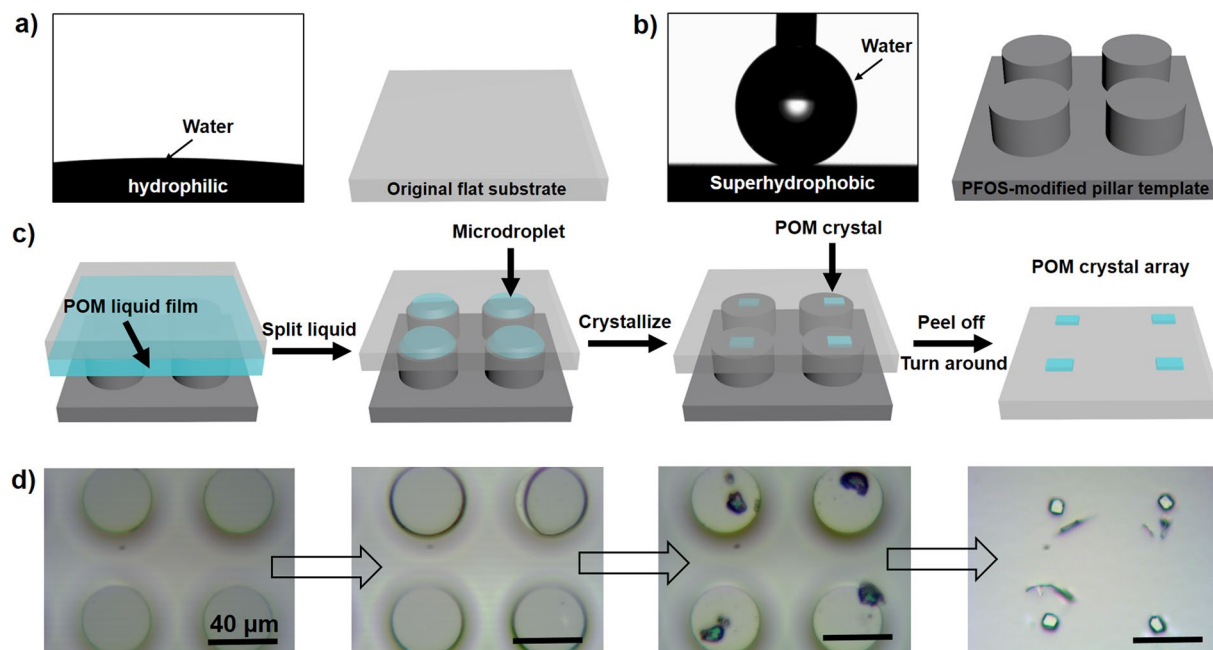 a)
Water
hydrophilic
Original flat substrate
b)
Water
Superhydrophobic
PFOS-modified pillar template
c)
POM liquid film
Split liquid
Microdroplet
Crystallize
POM crystal
Peel off
Turn around
POM crystal array
d)
40 μm